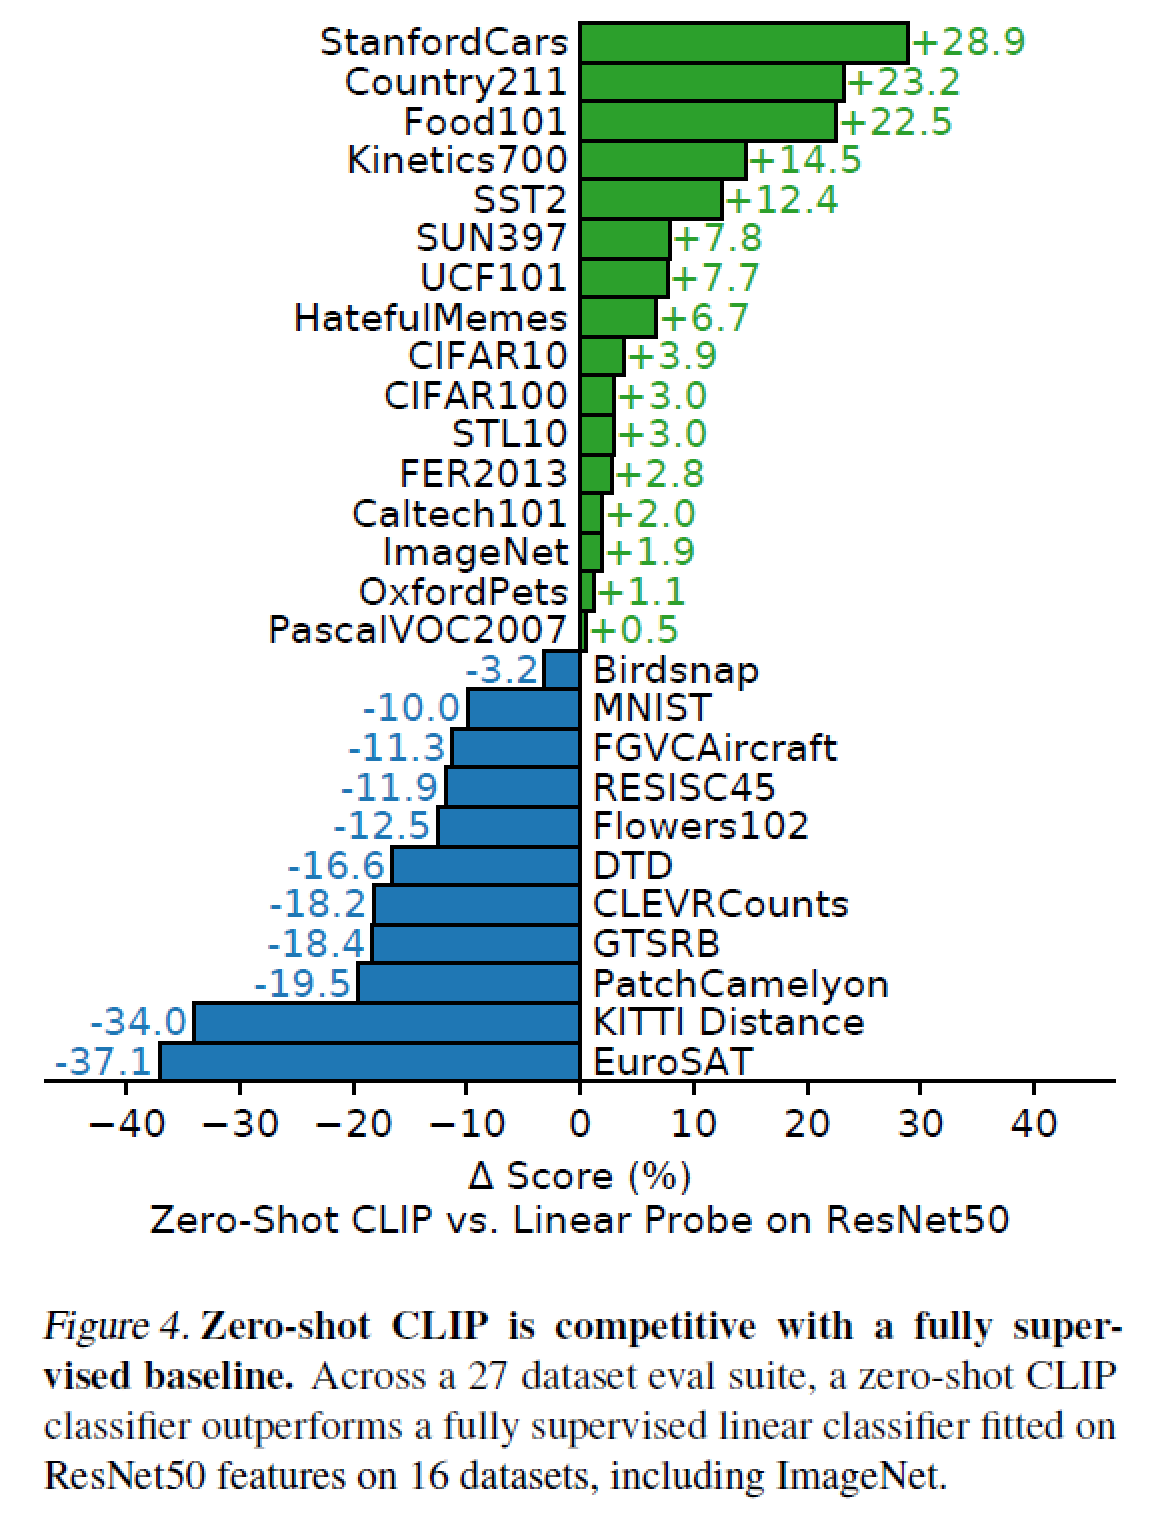 StanfordCars +28.9
Country211 +23.2
Food101 +22.5
Kinetics700 +14.5
SST2 +12.4
SUN397 +7.8
UCF101 +7.7
HatefulMemes +6.7
CIFAR10 +3.9
CIFAR100 +3.0
STL10 +3.0
FER2013 +2.8
Caltech101 +2.0
ImageNet +1.9
OxfordPets +1.1
PascalVOC2007 +0.5
-3.2 Birdsnap
-10.0 MNIST
-11.3 FGVCAircraft
-11.9 RESISC45
-12.5 Flowers102
-16.6 DTD
-18.2 CLEVRCounts
-18.4 GTSRB
-19.5 PatchCamelyon
-34.0 KITTI Distance
-37.1 EuroSAT
−40 −30 −20 −10 0 10 20 30 40
Δ Score (%)
Zero-Shot CLIP vs. Linear Probe on ResNet50
Figure 4. Zero-shot CLIP is competitive with a fully super-
vised baseline. Across a 27 dataset eval suite, a zero-shot CLIP
classifier outperforms a fully supervised linear classifier fitted on
ResNet50 features on 16 datasets, including ImageNet.